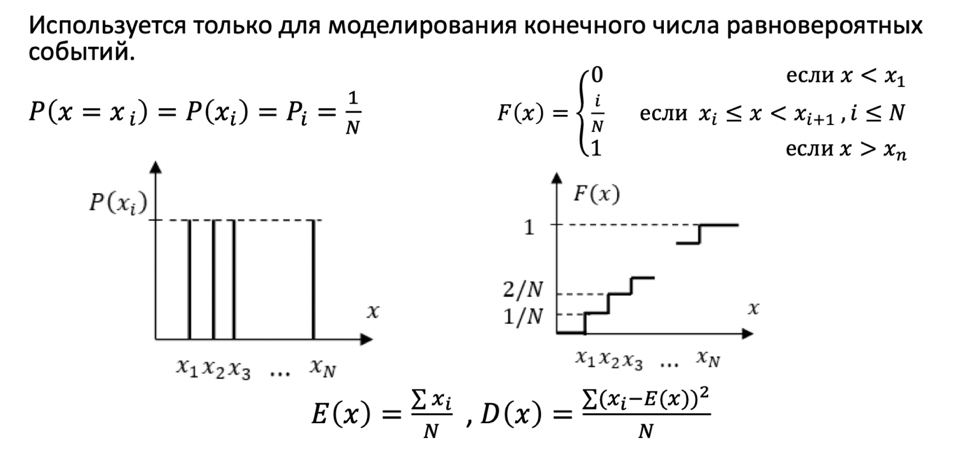 Используется только для моделирования конечного числа равновероятных
событий.
P(x = x_i) = P(x_i) = P_i = 1/N
F(x) = { 0 если x < x_1
i/N если x_i ≤ x < x_{i+1} , i ≤ N
1 если x > x_n
P(x_i)
x
x_1 x_2 x_3 ... x_N
F(x)
1
2/N
1/N
x
x_1 x_2 x_3 ... x_N
E(x) = ∑ x_i / N , D(x) = ∑(x_i−E(x))² / N